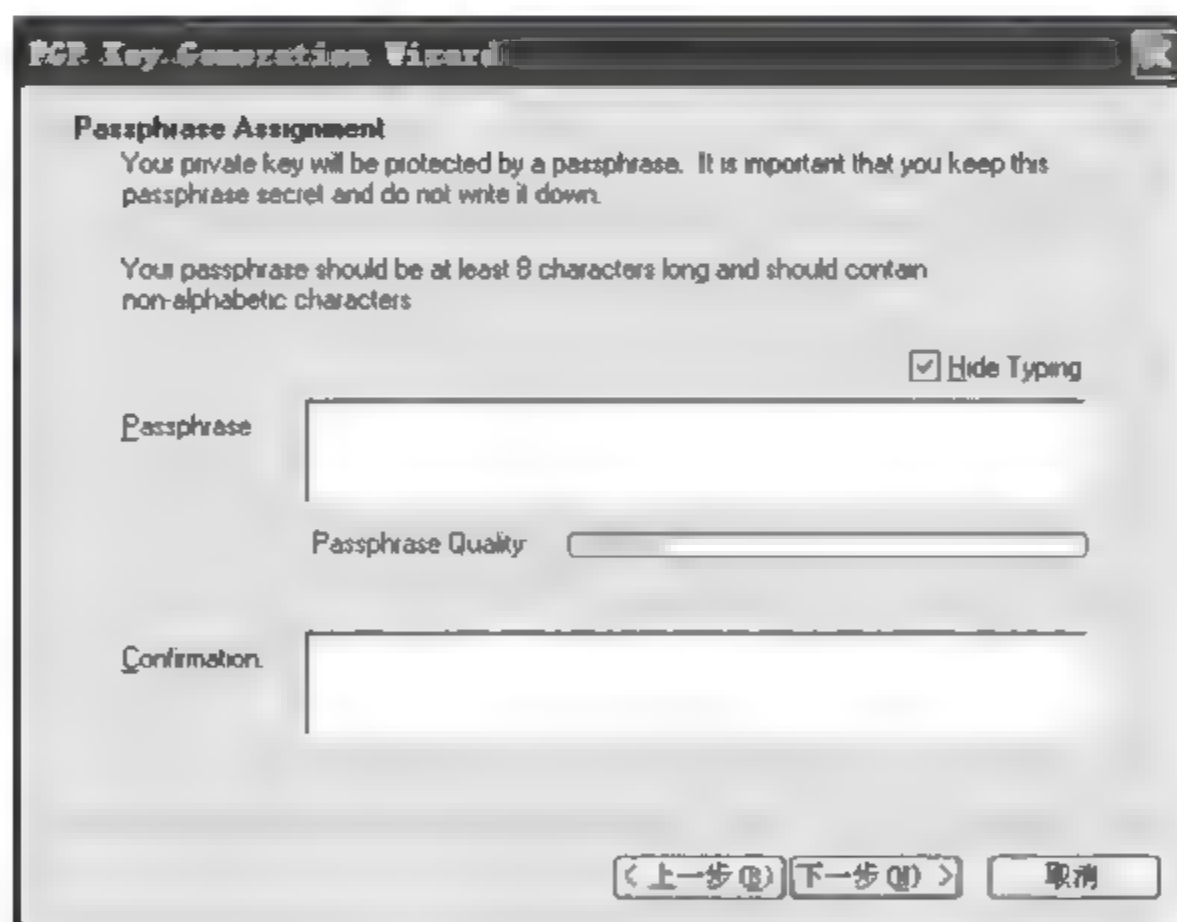 PGP Key Generation Wizard
Passphrase Assignment
Your private key will be protected by a passphrase. It is important that you keep this
passphrase secret and do not write it down.
Your passphrase should be at least 8 characters long and should contain
non-alphabetic characters
Hide Typing
Passphrase
Passphrase Quality
Confirmation.
< 上一步(B)
下一步(N) >
取消